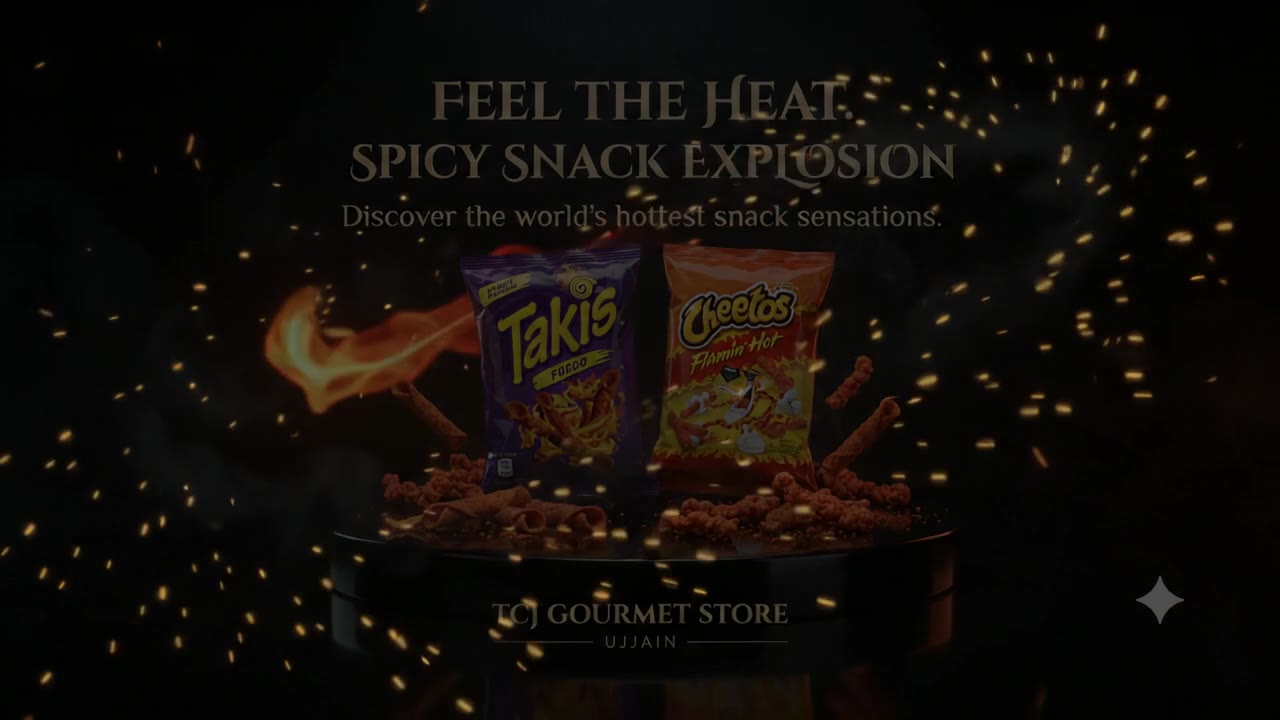 FEEL THE HEAT.
SPICY SNACK EXPLOSION
Discover the world's hottest snack sensations.
Takis
FUEGO
Cheetos
Flamin' Hot
TCJ GOURMET STORE
UJJAIN